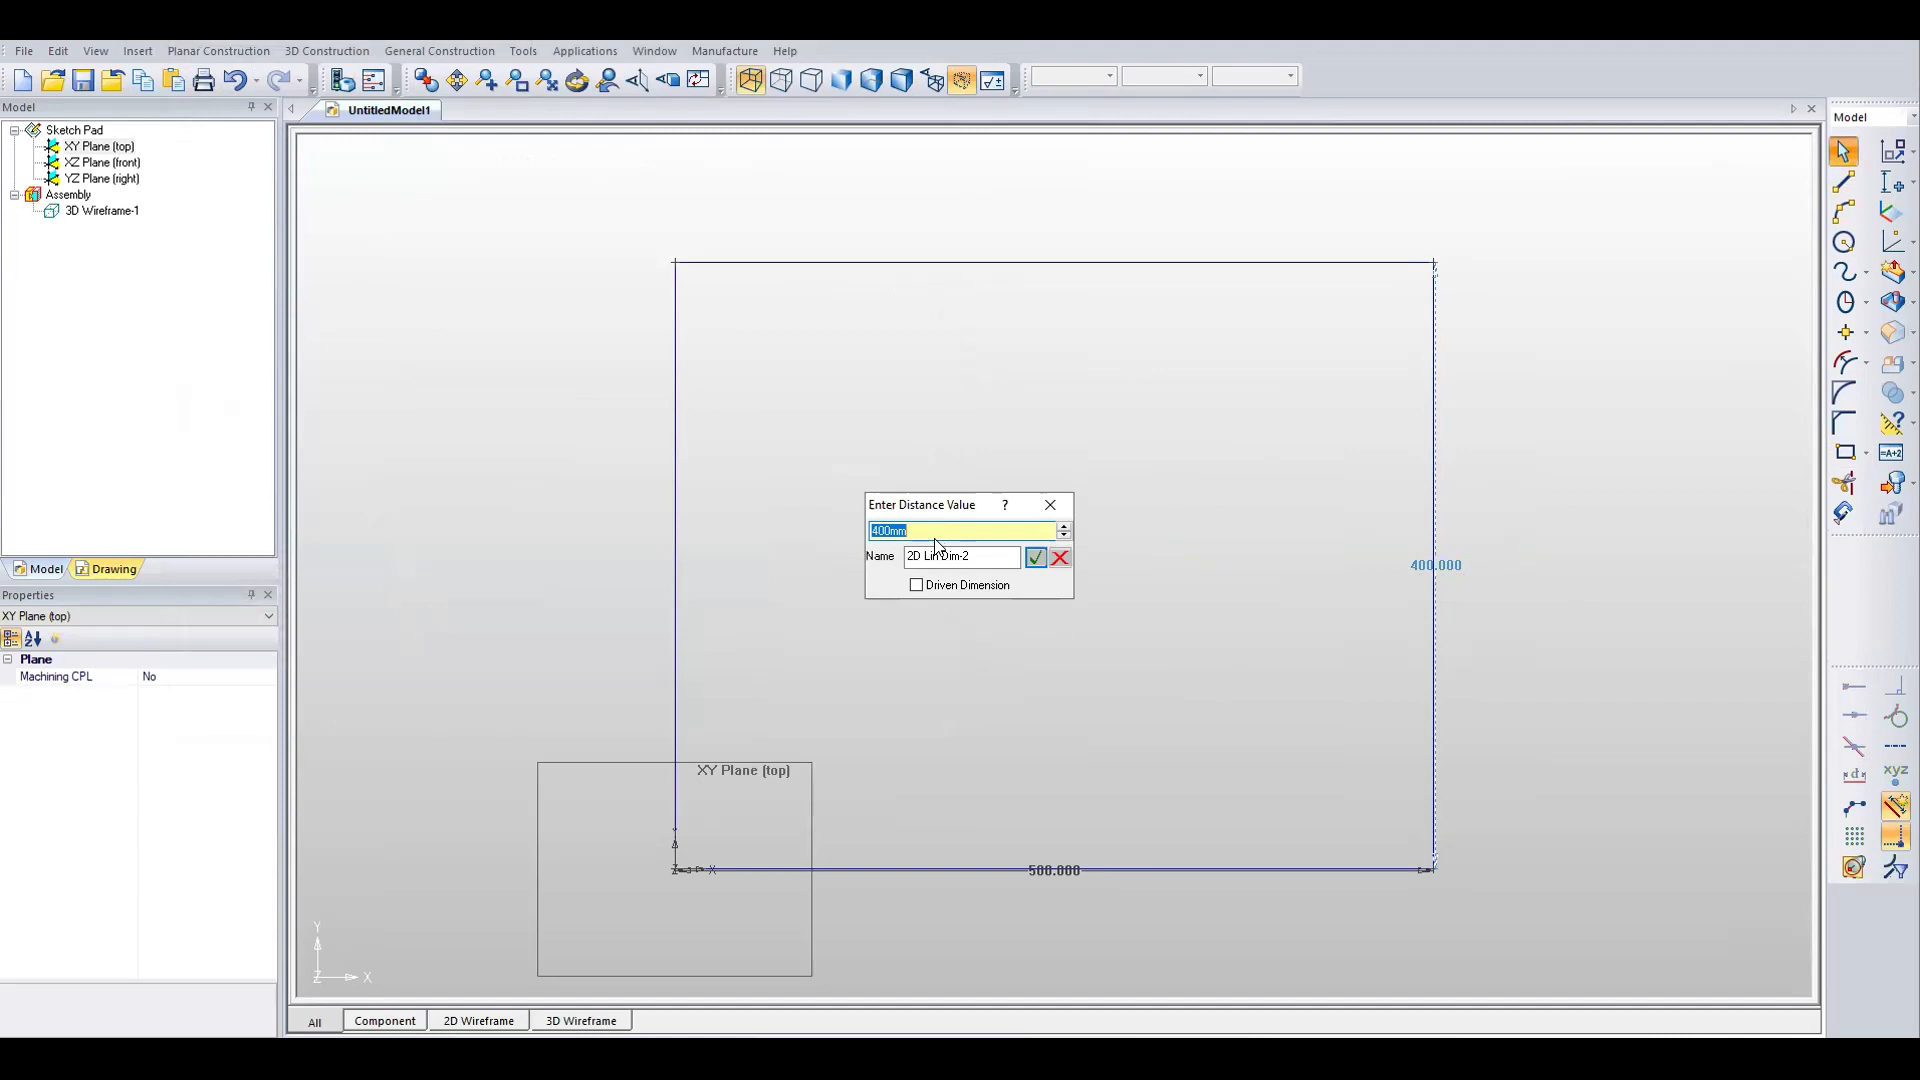 File Edit View Insert Planar Construction 3D Construction General Construction Tools Applications Window Manufacture Help
Model
UntitledModel1
Model
Sketch Pad
XY Plane (top)
XZ Plane (front)
YZ Plane (right)
Assembly
3D Wireframe-1
Model Drawing
Properties
XY Plane (top)
Plane
Machining CPL No
Enter Distance Value ?
400mm
Name 2D Lin Dim-2
Driven Dimension
400.000
XY Plane (top)
X
500.000
Y
Z X
=A+2
d
xyz
All Component 2D Wireframe 3D Wireframe